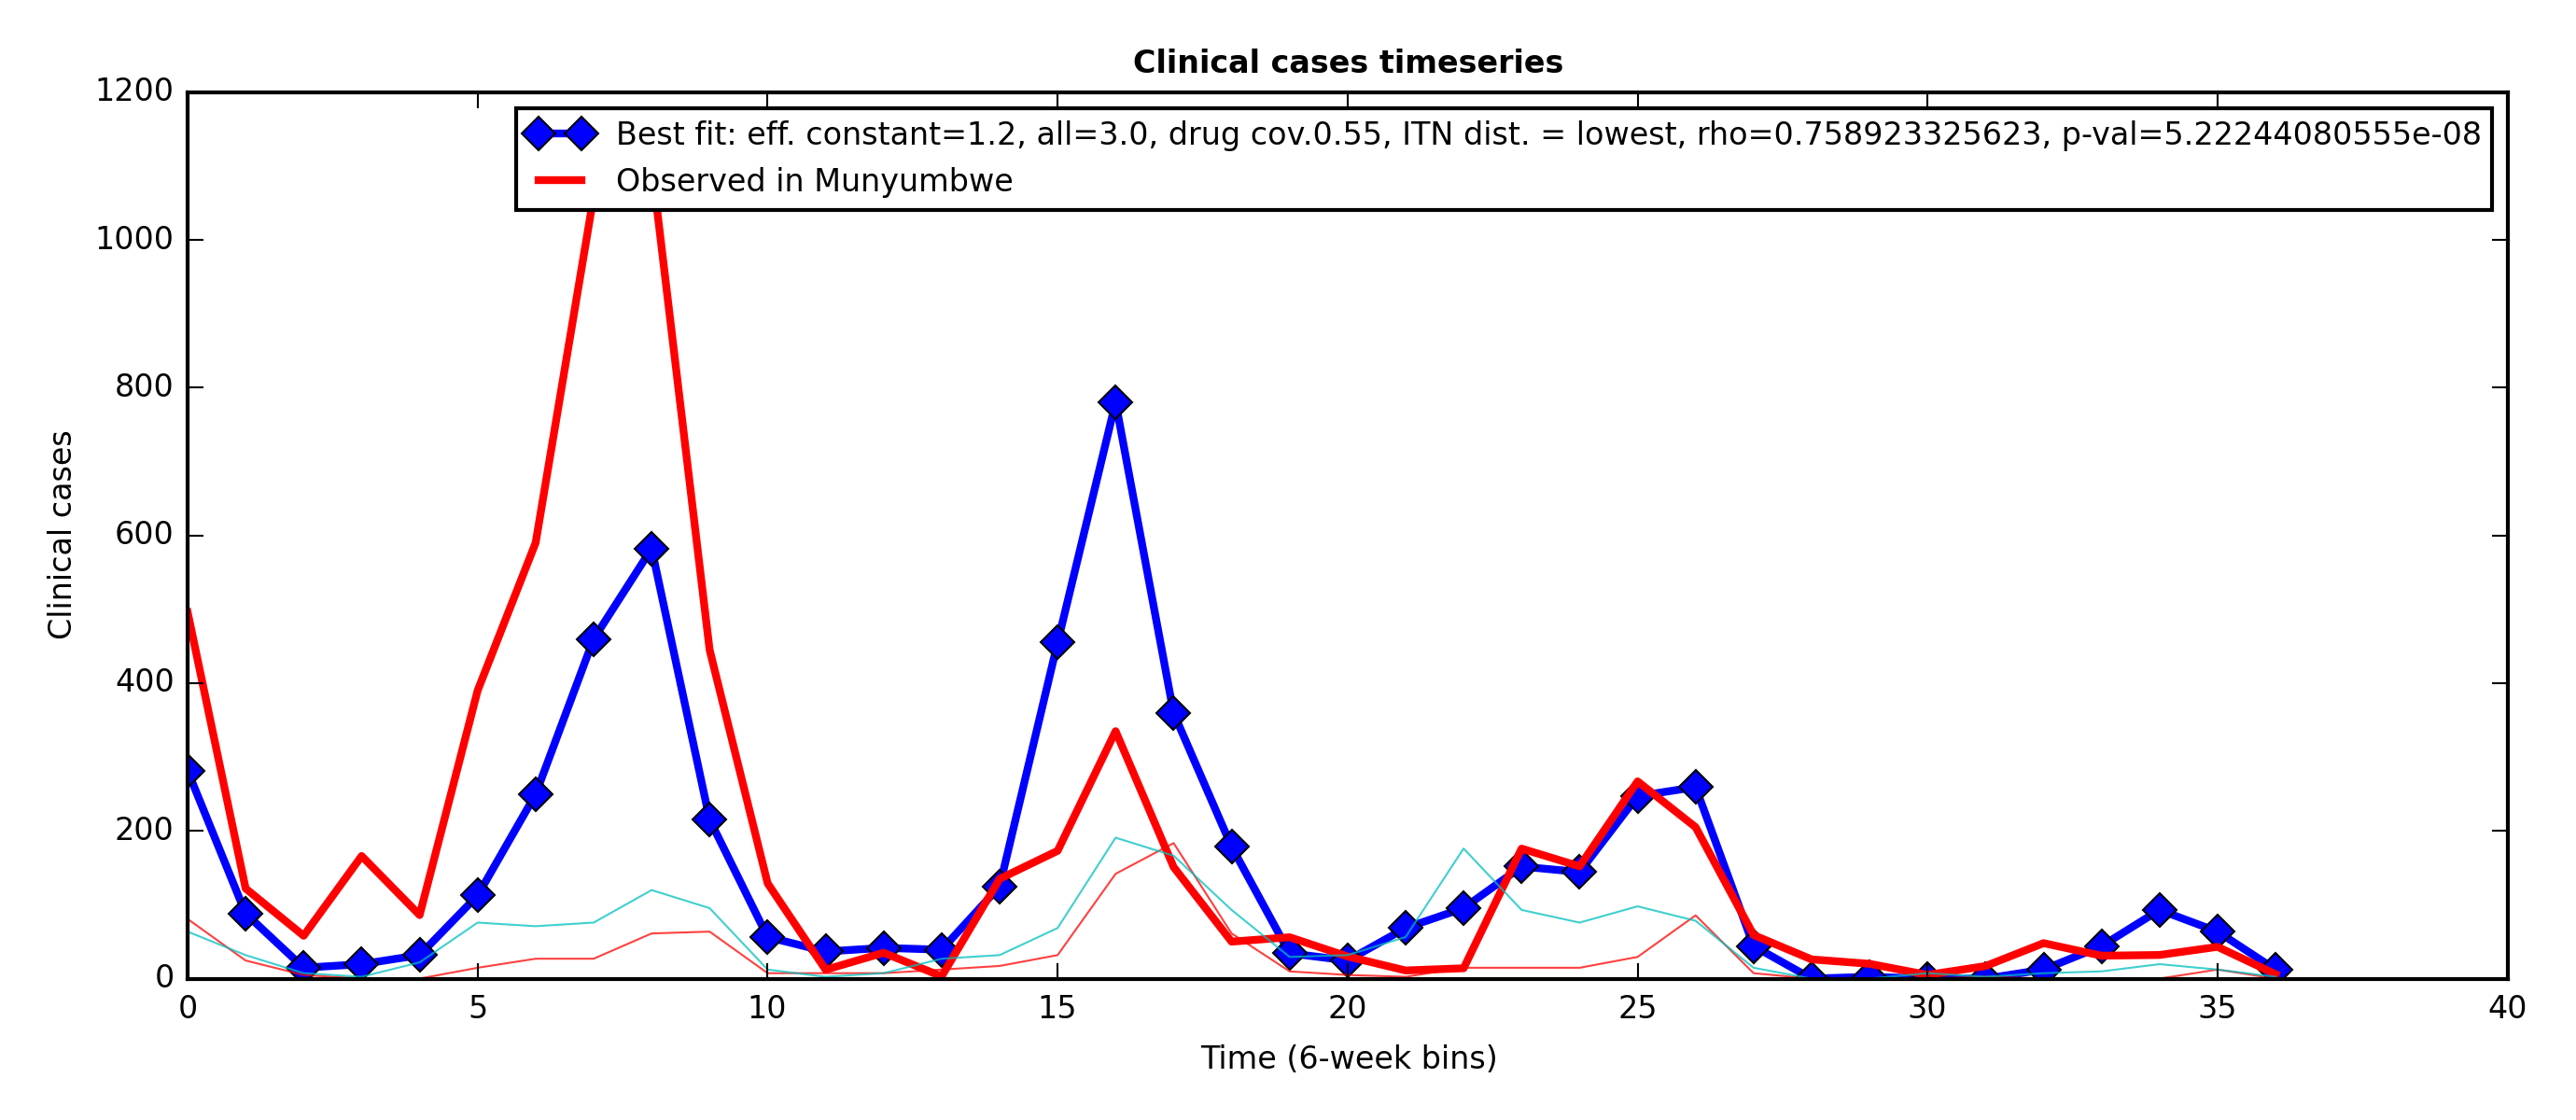 Clinical cases timeseries
1200
1000
800
600
400
200
0
Clinical cases
Best fit: eff. constant=1.2, all=3.0, drug cov.0.55, ITN dist. = lowest, rho=0.758923325623, p-val=5.22244080555e-08
Observed in Munyumbwe
0 5 10 15 20 25 30 35 40
Time (6-week bins)